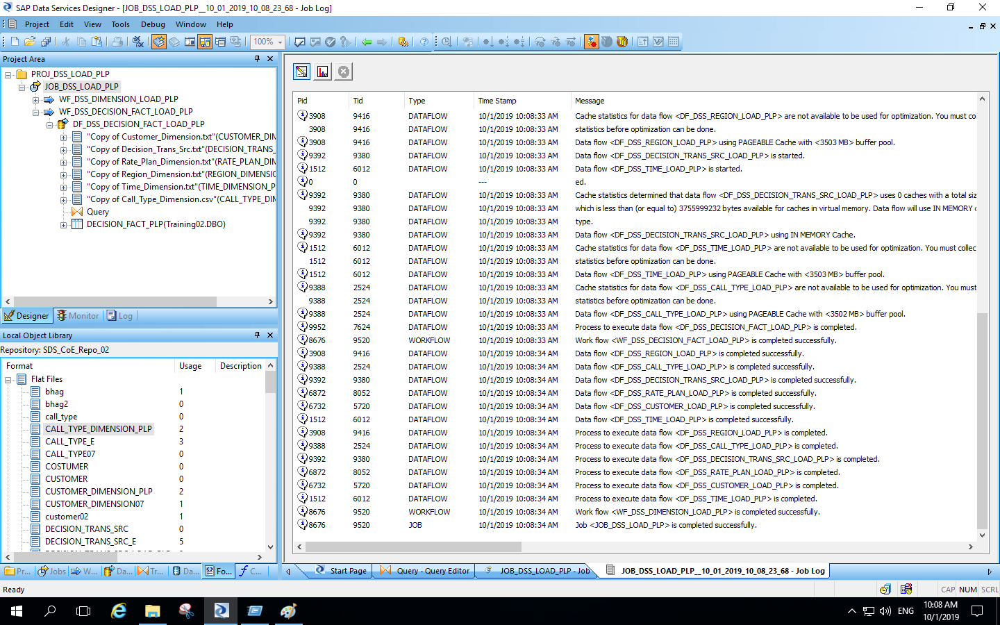 SAP Data Services Designer - [JOB_DSS_LOAD_PLP__10_01_2019_10_08_23_68 - Job Log]
Project Edit View Tools Debug Window Help
100%
Project Area
PROJ_DSS_LOAD_PLP
JOB_DSS_LOAD_PLP
WF_DSS_DIMENSION_LOAD_PLP
WF_DSS_DECISION_FACT_LOAD_PLP
DF_DSS_DECISION_FACT_LOAD_PLP
"Copy of Customer_Dimension.txt"(CUSTOMER_DIM
"Copy of Decision_Trans_Src.txt"(DECISION_TRANS_
"Copy of Rate_Plan_Dimension.txt"(RATE_PLAN_DIM
"Copy of Region_Dimension.txt"(REGION_DIMENSIO
"Copy of Time_Dimension.txt"(TIME_DIMENSION_P
"Copy of Call_Type_Dimension.csv"(CALL_TYPE_DIM
Query
DECISION_FACT_PLP(Training02.DBO)
Designer Monitor Log
Local Object Library
Repository: SDS_CoE_Repo_02
Format Usage Description
Flat Files
bhag 1
bhag2 0
call_type 0
CALL_TYPE_DIMENSION_PLP 2
CALL_TYPE_E 3
CALL_TYPE07 0
COSTUMER 0
CUSTOMER 0
CUSTOMER_DIMENSION_PLP 2
CUSTOMER_DIMENSION07 1
customer02 1
DECISION_TRANS_SRC 0
DECISION_TRANS_SRC_E 5
Pr... Jobs W... Da... Tr... Da... Fo... C...
Pid Tid Type Time Stamp Message
3908 9416 DATAFLOW 10/1/2019 10:08:33 AM Cache statistics for data flow <DF_DSS_REGION_LOAD_PLP> are not available to be used for optimization. You must co
3908 9416 DATAFLOW 10/1/2019 10:08:33 AM statistics before optimization can be done.
3908 9416 DATAFLOW 10/1/2019 10:08:33 AM Data flow <DF_DSS_REGION_LOAD_PLP> using PAGEABLE Cache with <3503 MB> buffer pool.
9392 9380 DATAFLOW 10/1/2019 10:08:33 AM Data flow <DF_DSS_DECISION_TRANS_SRC_LOAD_PLP> is started.
1512 6012 DATAFLOW 10/1/2019 10:08:33 AM Data flow <DF_DSS_TIME_LOAD_PLP> is started.
0 0 --- ed.
9392 9380 DATAFLOW 10/1/2019 10:08:33 AM Cache statistics determined that data flow <DF_DSS_DECISION_TRANS_SRC_LOAD_PLP> uses 0 caches with a total siz
9392 9380 DATAFLOW 10/1/2019 10:08:33 AM which is less than (or equal to) 3755999232 bytes available for caches in virtual memory. Data flow will use IN MEMORY c
9392 9380 DATAFLOW 10/1/2019 10:08:33 AM type.
9392 9380 DATAFLOW 10/1/2019 10:08:33 AM Data flow <DF_DSS_DECISION_TRANS_SRC_LOAD_PLP> using IN MEMORY Cache.
1512 6012 DATAFLOW 10/1/2019 10:08:33 AM Cache statistics for data flow <DF_DSS_TIME_LOAD_PLP> are not available to be used for optimization. You must collec
1512 6012 DATAFLOW 10/1/2019 10:08:33 AM statistics before optimization can be done.
1512 6012 DATAFLOW 10/1/2019 10:08:33 AM Data flow <DF_DSS_TIME_LOAD_PLP> using PAGEABLE Cache with <3503 MB> buffer pool.
9388 2524 DATAFLOW 10/1/2019 10:08:33 AM Cache statistics for data flow <DF_DSS_CALL_TYPE_LOAD_PLP> are not available to be used for optimization. You must
9388 2524 DATAFLOW 10/1/2019 10:08:33 AM statistics before optimization can be done.
9388 2524 DATAFLOW 10/1/2019 10:08:33 AM Data flow <DF_DSS_CALL_TYPE_LOAD_PLP> using PAGEABLE Cache with <3502 MB> buffer pool.
9952 7624 DATAFLOW 10/1/2019 10:08:33 AM Process to execute data flow <DF_DSS_DECISION_FACT_LOAD_PLP> is completed.
8676 9520 WORKFLOW 10/1/2019 10:08:33 AM Work flow <WF_DSS_DECISION_FACT_LOAD_PLP> is completed successfully.
3908 9416 DATAFLOW 10/1/2019 10:08:34 AM Data flow <DF_DSS_REGION_LOAD_PLP> is completed successfully.
9388 2524 DATAFLOW 10/1/2019 10:08:34 AM Data flow <DF_DSS_CALL_TYPE_LOAD_PLP> is completed successfully.
9392 9380 DATAFLOW 10/1/2019 10:08:34 AM Data flow <DF_DSS_DECISION_TRANS_SRC_LOAD_PLP> is completed successfully.
6872 8052 DATAFLOW 10/1/2019 10:08:34 AM Data flow <DF_DSS_RATE_PLAN_LOAD_PLP> is completed successfully.
6732 5720 DATAFLOW 10/1/2019 10:08:34 AM Data flow <DF_DSS_CUSTOMER_LOAD_PLP> is completed successfully.
1512 6012 DATAFLOW 10/1/2019 10:08:34 AM Data flow <DF_DSS_TIME_LOAD_PLP> is completed successfully.
3908 9416 DATAFLOW 10/1/2019 10:08:34 AM Process to execute data flow <DF_DSS_REGION_LOAD_PLP> is completed.
9388 2524 DATAFLOW 10/1/2019 10:08:34 AM Process to execute data flow <DF_DSS_CALL_TYPE_LOAD_PLP> is completed.
9392 9380 DATAFLOW 10/1/2019 10:08:34 AM Process to execute data flow <DF_DSS_DECISION_TRANS_SRC_LOAD_PLP> is completed.
6872 8052 DATAFLOW 10/1/2019 10:08:34 AM Process to execute data flow <DF_DSS_RATE_PLAN_LOAD_PLP> is completed.
6732 5720 DATAFLOW 10/1/2019 10:08:34 AM Process to execute data flow <DF_DSS_CUSTOMER_LOAD_PLP> is completed.
1512 6012 DATAFLOW 10/1/2019 10:08:34 AM Process to execute data flow <DF_DSS_TIME_LOAD_PLP> is completed.
8676 9520 WORKFLOW 10/1/2019 10:08:34 AM Work flow <WF_DSS_DIMENSION_LOAD_PLP> is completed successfully.
8676 9520 JOB 10/1/2019 10:08:34 AM Job <JOB_DSS_LOAD_PLP> is completed successfully.
Start Page Query - Query Editor JOB_DSS_LOAD_PLP - Job JOB_DSS_LOAD_PLP__10_01_2019_10_08_23_68 - Job Log
Ready CAP NUM SCRL
ENG 10:08 AM
10/1/2019